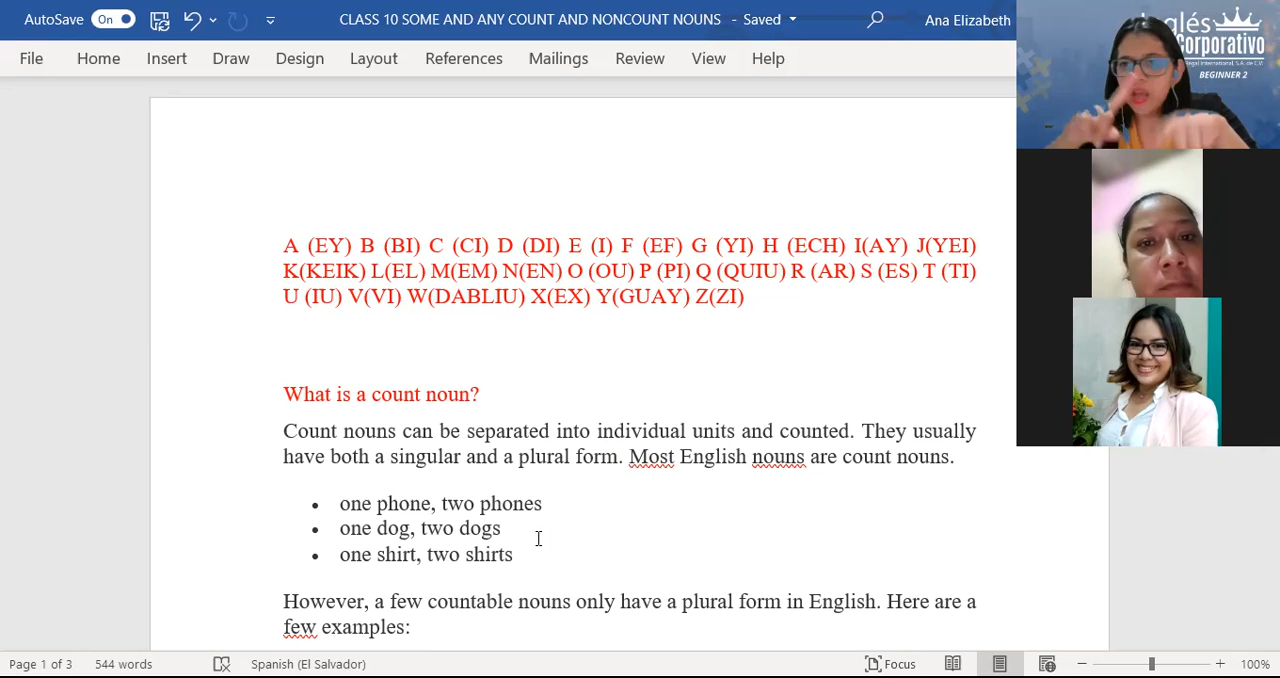 AutoSave On CLASS 10 SOME AND ANY COUNT AND NONCOUNT NOUNS - Saved Ana Elizabeth
File Home Insert Draw Design Layout References Mailings Review View Help
glés
Corporativo
BEGINNER 2
A (EY) B (BI) C (CI) D (DI) E (I) F (EF) G (YI) H (ECH) I(AY) J(YEI)
K(KEIK) L(EL) M(EM) N(EN) O (OU) P (PI) Q (QUIU) R (AR) S (ES) T (TI)
U (IU) V(VI) W(DABLIU) X(EX) Y(GUAY) Z(ZI)
What is a count noun?
Count nouns can be separated into individual units and counted. They usually
have both a singular and a plural form. Most English nouns are count nouns.
• one phone, two phones
• one dog, two dogs
• one shirt, two shirts
However, a few countable nouns only have a plural form in English. Here are a
few examples:
Page 1 of 3 544 words Spanish (El Salvador) Focus 100%